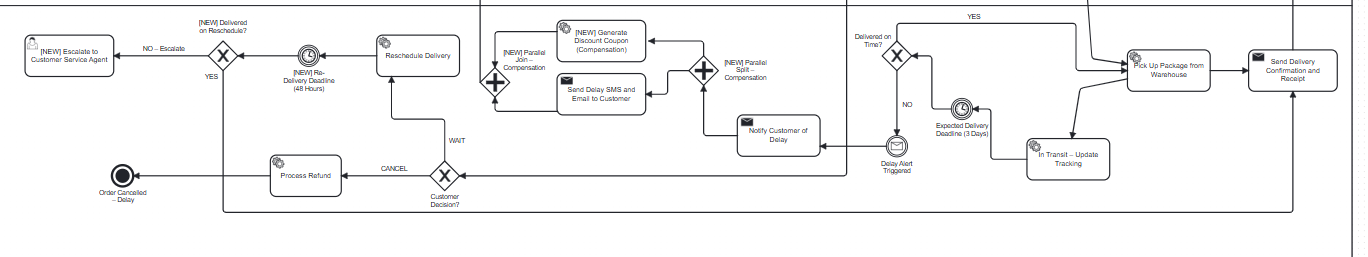 [NEW] Escalate to
Customer Service Agent
NO – Escalate
[NEW] Delivered
on Reschedule?
YES
[NEW] Re-
Delivery Deadline
(48 Hours)
Reschedule Delivery
[NEW] Parallel
Join –
Compensation
[NEW] Generate
Discount Coupon
(Compensation)
Send Delay SMS and
Email to Customer
[NEW] Parallel
Split –
Compensation
Notify Customer of
Delay
Delivered on
Time?
YES
NO
Delay Alert
Triggered
Expected Delivery
Deadline (3 Days)
In Transit – Update
Tracking
Pick Up Package from
Warehouse
Send Delivery
Confirmation and
Receipt
WAIT
CANCEL
Customer
Decision?
Process Refund
Order Cancelled
– Delay